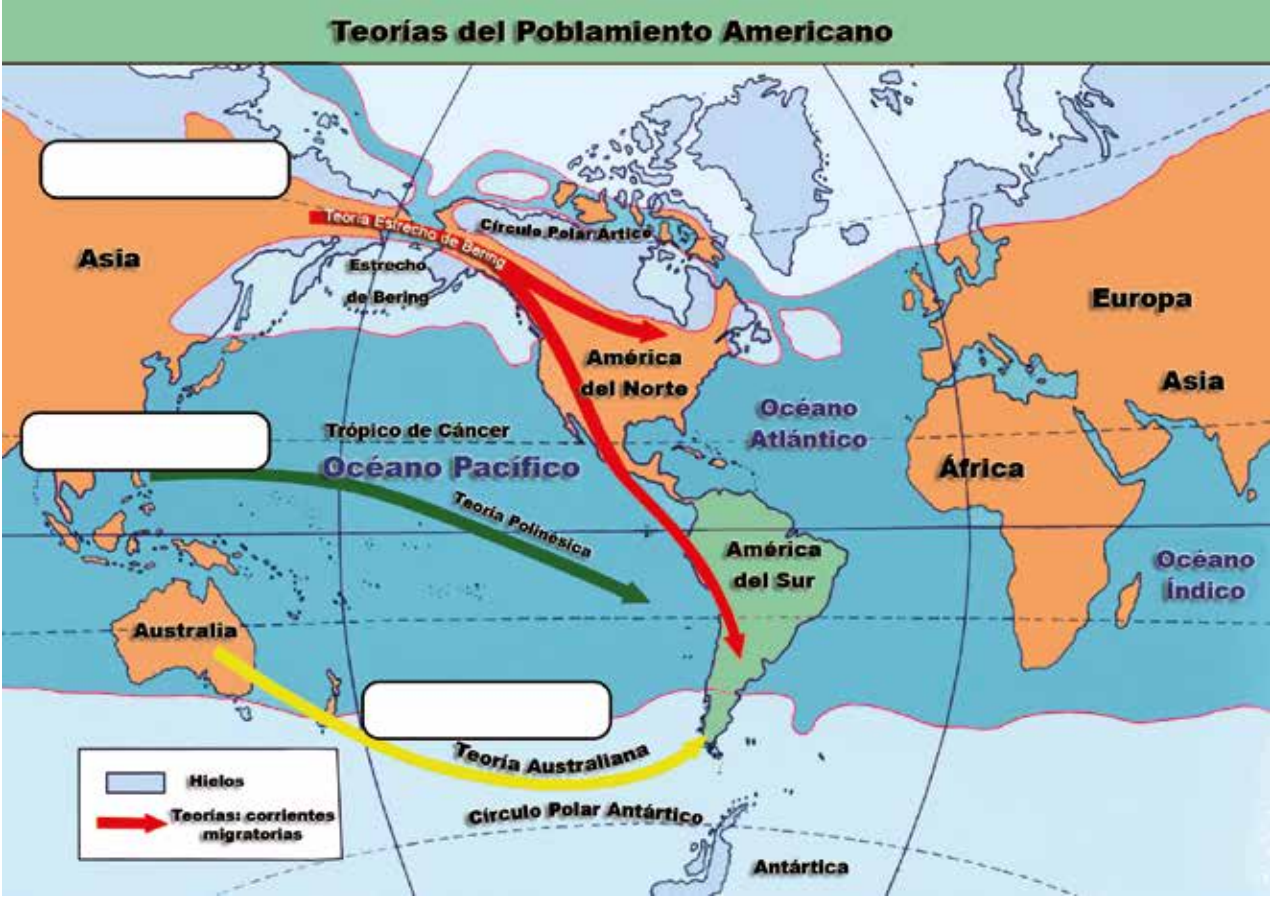 Teorías del Poblamiento Americano
Teoría Estrecho de Bering
Círculo Polar Ártico
Asia
Estrecho
de Bering
Europa
América
del Norte
Asia
Océano
Atlántico
Trópico de Cáncer
Océano Pacífico
África
Teoría Polinésica
América
del Sur
Océano
Índico
Australia
Teoría Australiana
Hielos
Teorías: corrientes
migratorias
Círculo Polar Antártico
Antártica